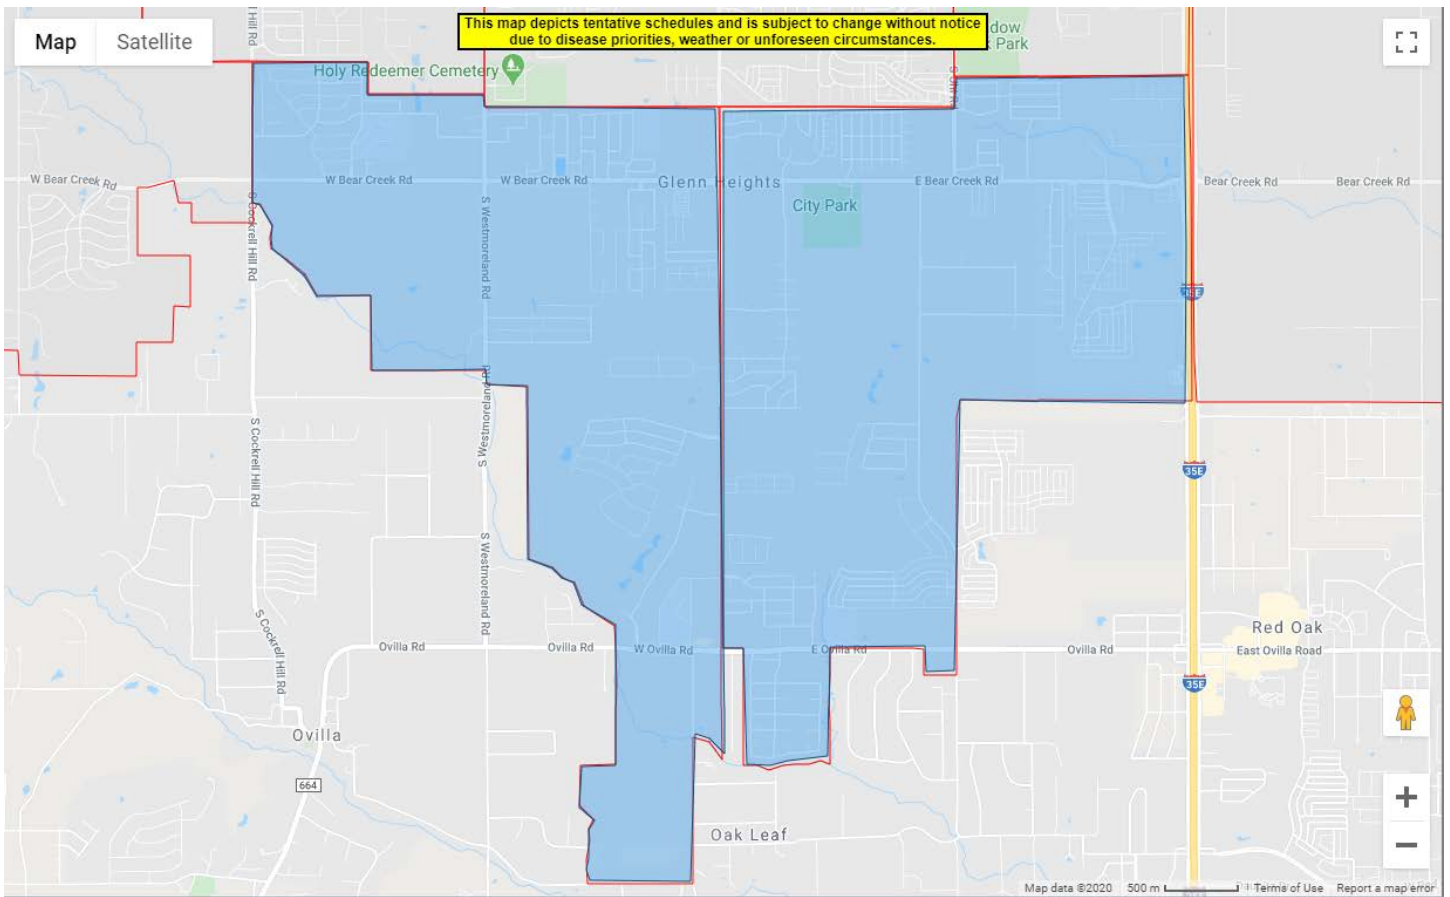 This map depicts tentative schedules and is subject to change without notice
due to disease priorities, weather or unforeseen circumstances.
Map
Satellite
Hill Rd
Park
Holy Redeemer Cemetery
W Bear Creek Rd
W Bear Creek Rd
W Bear Creek Rd
Glenn Heights
E Bear Creek Rd
Bear Creek Rd
Bear Creek Rd
City Park
S Cockrell Hill Rd
S Westmoreland Rd
35E
S Westmoreland Rd
S Cockrell Hill Rd
35E
S Westmoreland Rd
S Cockrell Hill Rd
Red Oak
Ovilla Rd
Ovilla Rd
W Ovilla Rd
E Ovilla Rd
Ovilla Rd
East Ovilla Road
35E
Ovilla
664
Oak Leaf
Map data ©2020
500 m
Terms of Use
Report a map error